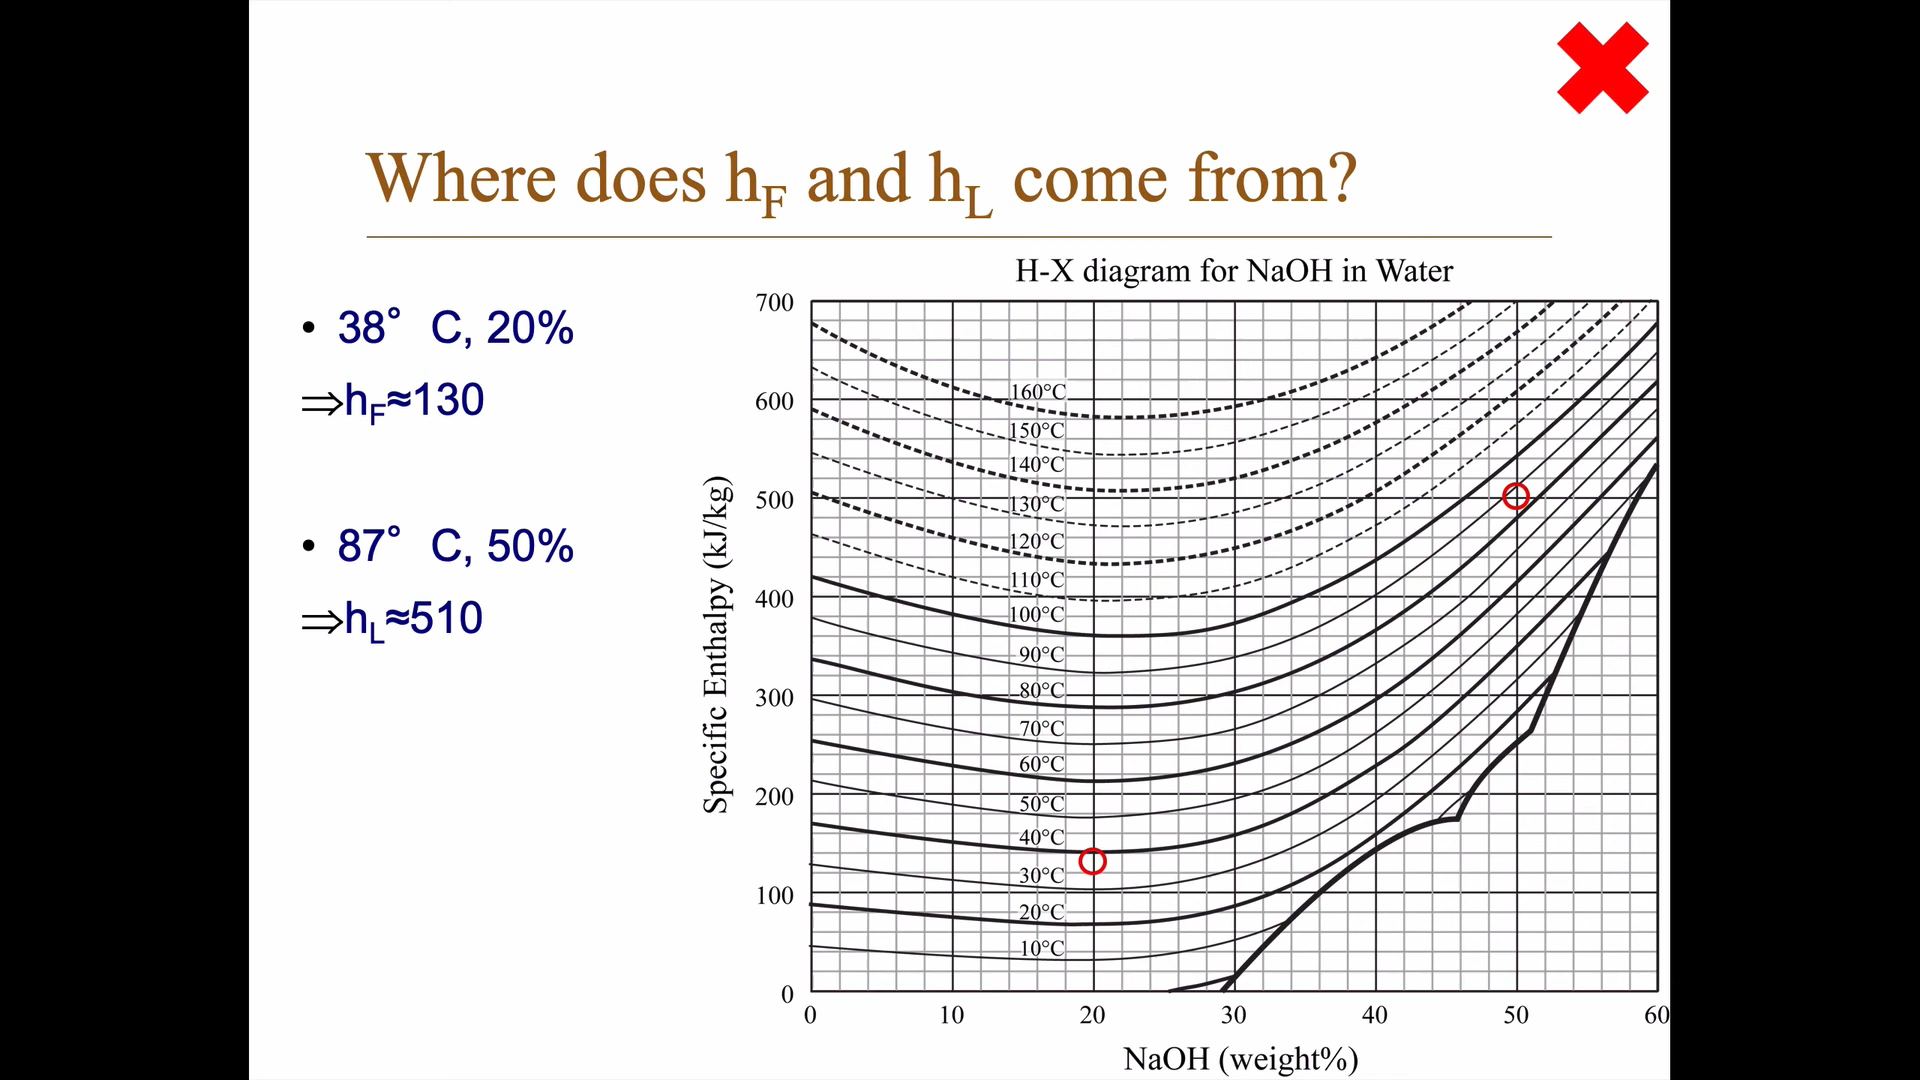 Where does hF and hL come from?
• 38° C, 20%
⇒hF≈130
• 87° C, 50%
⇒hL≈510
H-X diagram for NaOH in Water
Specific Enthalpy (kJ/kg)
700
600
500
400
300
200
100
0
160°C
150°C
140°C
130°C
120°C
110°C
100°C
90°C
80°C
70°C
60°C
50°C
40°C
30°C
20°C
10°C
0 10 20 30 40 50 60
NaOH (weight%)